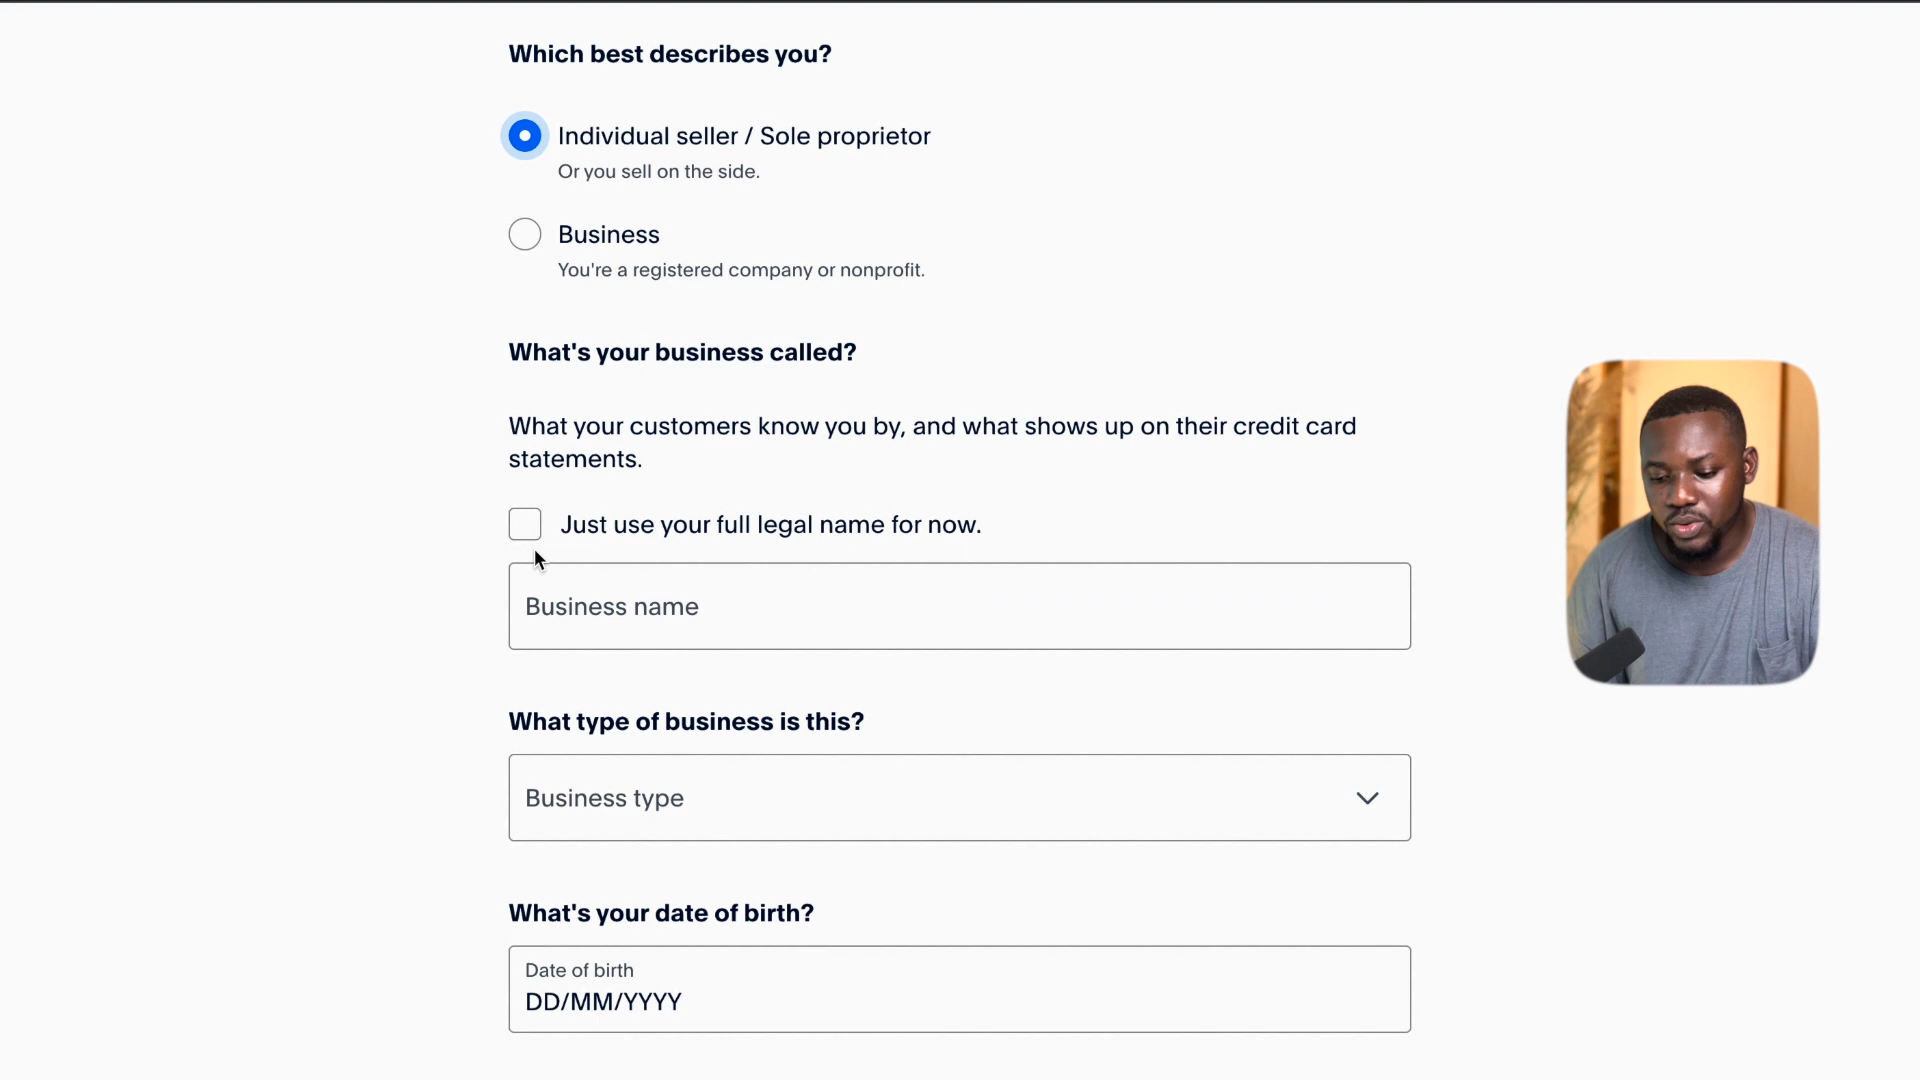 Which best describes you?
Individual seller / Sole proprietor
Or you sell on the side.
Business
You're a registered company or nonprofit.
What's your business called?
What your customers know you by, and what shows up on their credit card
statements.
Just use your full legal name for now.
Business name
What type of business is this?
Business type
What's your date of birth?
Date of birth
DD/MM/YYYY